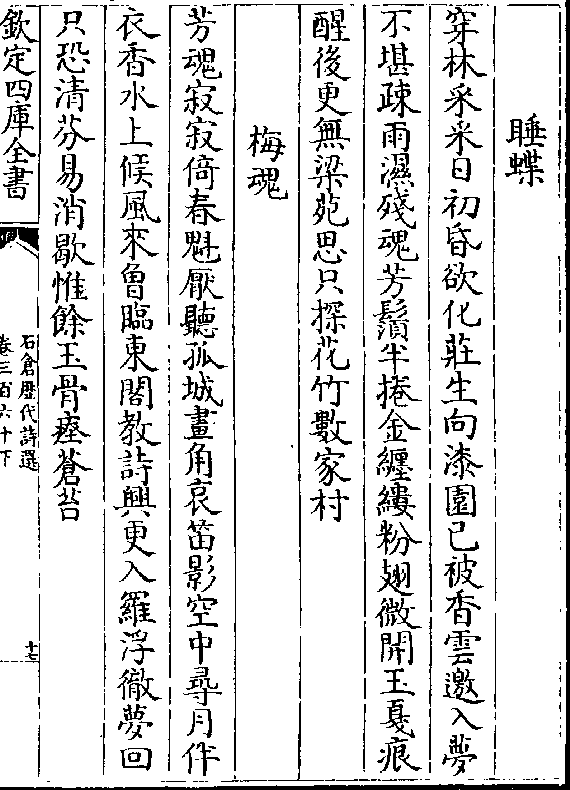 睡蝶
穿林采采日初昏欲化莊生向漆園已被香雲邀入夢
不堪疎雨濕殘魂芳鬚半捲金纏縷粉翅微開玉戛痕
醒後更無梁苑思只探花竹數家村
梅魂
芳魂寂寂倚春魁厭聽孤城畫角哀笛影空中尋月伴
衣香水上候風來魯臨東閣教詩興更入羅浮徹夢回
只恐清芬易消歇惟餘玉骨瘞蒼苔
欽定四庫全書
石倉歷代詩選
卷三百六十下
十七